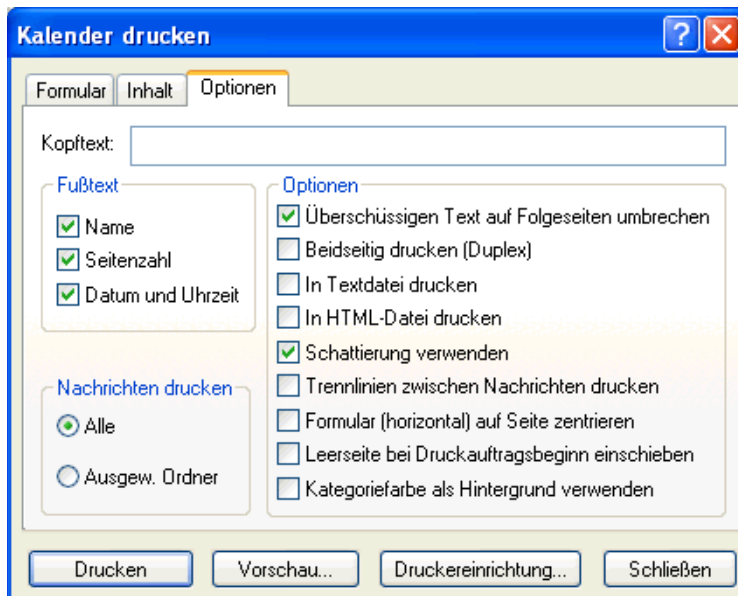 Kalender drucken
Formular Inhalt Optionen
Kopftext:
Fußtext
Name
Seitenzahl
Datum und Uhrzeit
Nachrichten drucken
Alle
Ausgew. Ordner
Optionen
Überschüssigen Text auf Folgeseiten umbrechen
Beidseitig drucken (Duplex)
In Textdatei drucken
In HTML-Datei drucken
Schattierung verwenden
Trennlinien zwischen Nachrichten drucken
Formular (horizontal) auf Seite zentrieren
Leerseite bei Druckauftragsbeginn einschieben
Kategoriefarbe als Hintergrund verwenden
Drucken Vorschau... Druckereinrichtung... Schließen